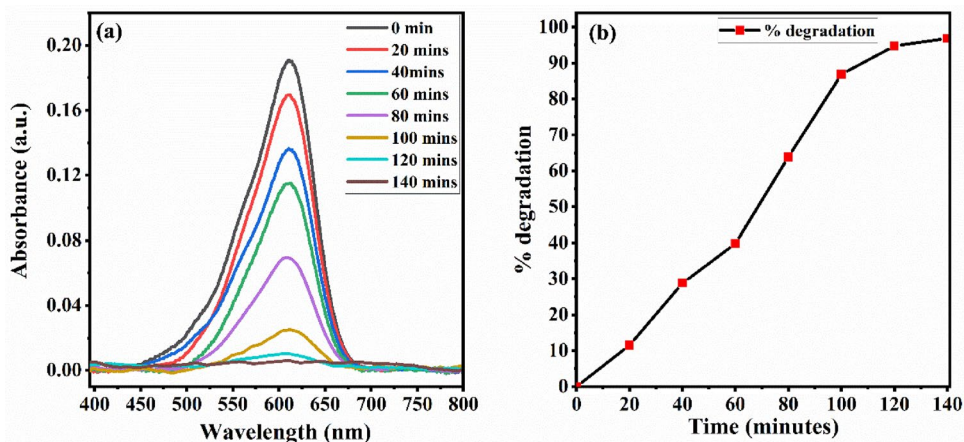 (a)
0 min
20 mins
40mins
60 mins
80 mins
100 mins
120 mins
140 mins
0.20
0.16
0.12
0.08
0.04
0.00
Absorbance (a.u.)
400 450 500 550 600 650 700 750 800
Wavelength (nm)
(b)
% degradation
100
90
80
70
60
50
40
30
20
10
0
% degradation
0 20 40 60 80 100 120 140
Time (minutes)